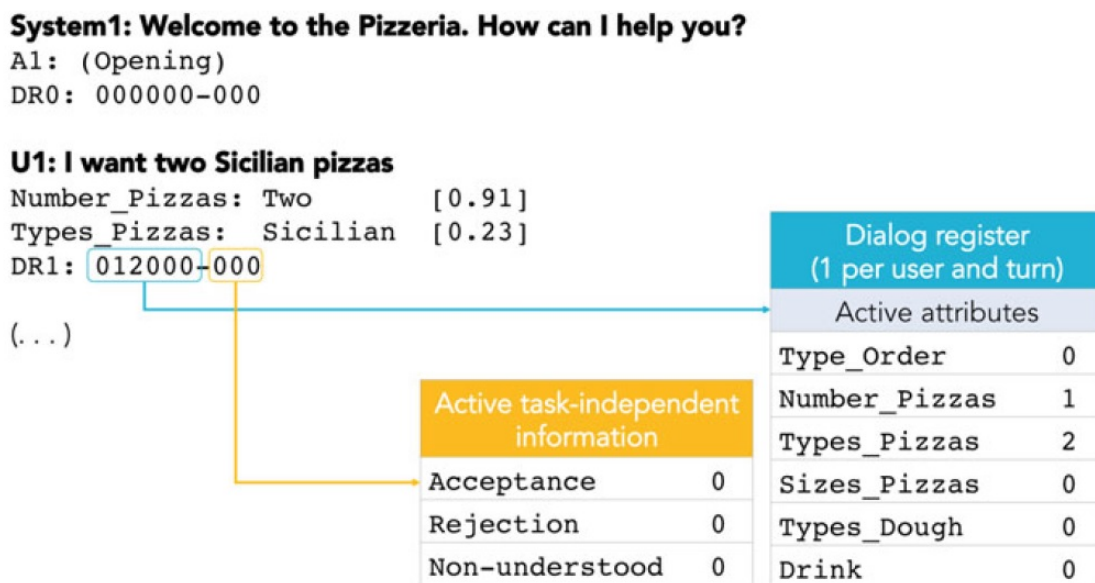 System1: Welcome to the Pizzeria. How can I help you?
A1: (Opening)
DR0: 000000-000
U1: I want two Sicilian pizzas
Number_Pizzas: Two [0.91]
Types_Pizzas: Sicilian [0.23]
DR1: 012000-000
(...)
Active task-independent
information
Acceptance 0
Rejection 0
Non-understood 0
Dialog register
(1 per user and turn)
Active attributes
Type_Order 0
Number_Pizzas 1
Types_Pizzas 2
Sizes_Pizzas 0
Types_Dough 0
Drink 0